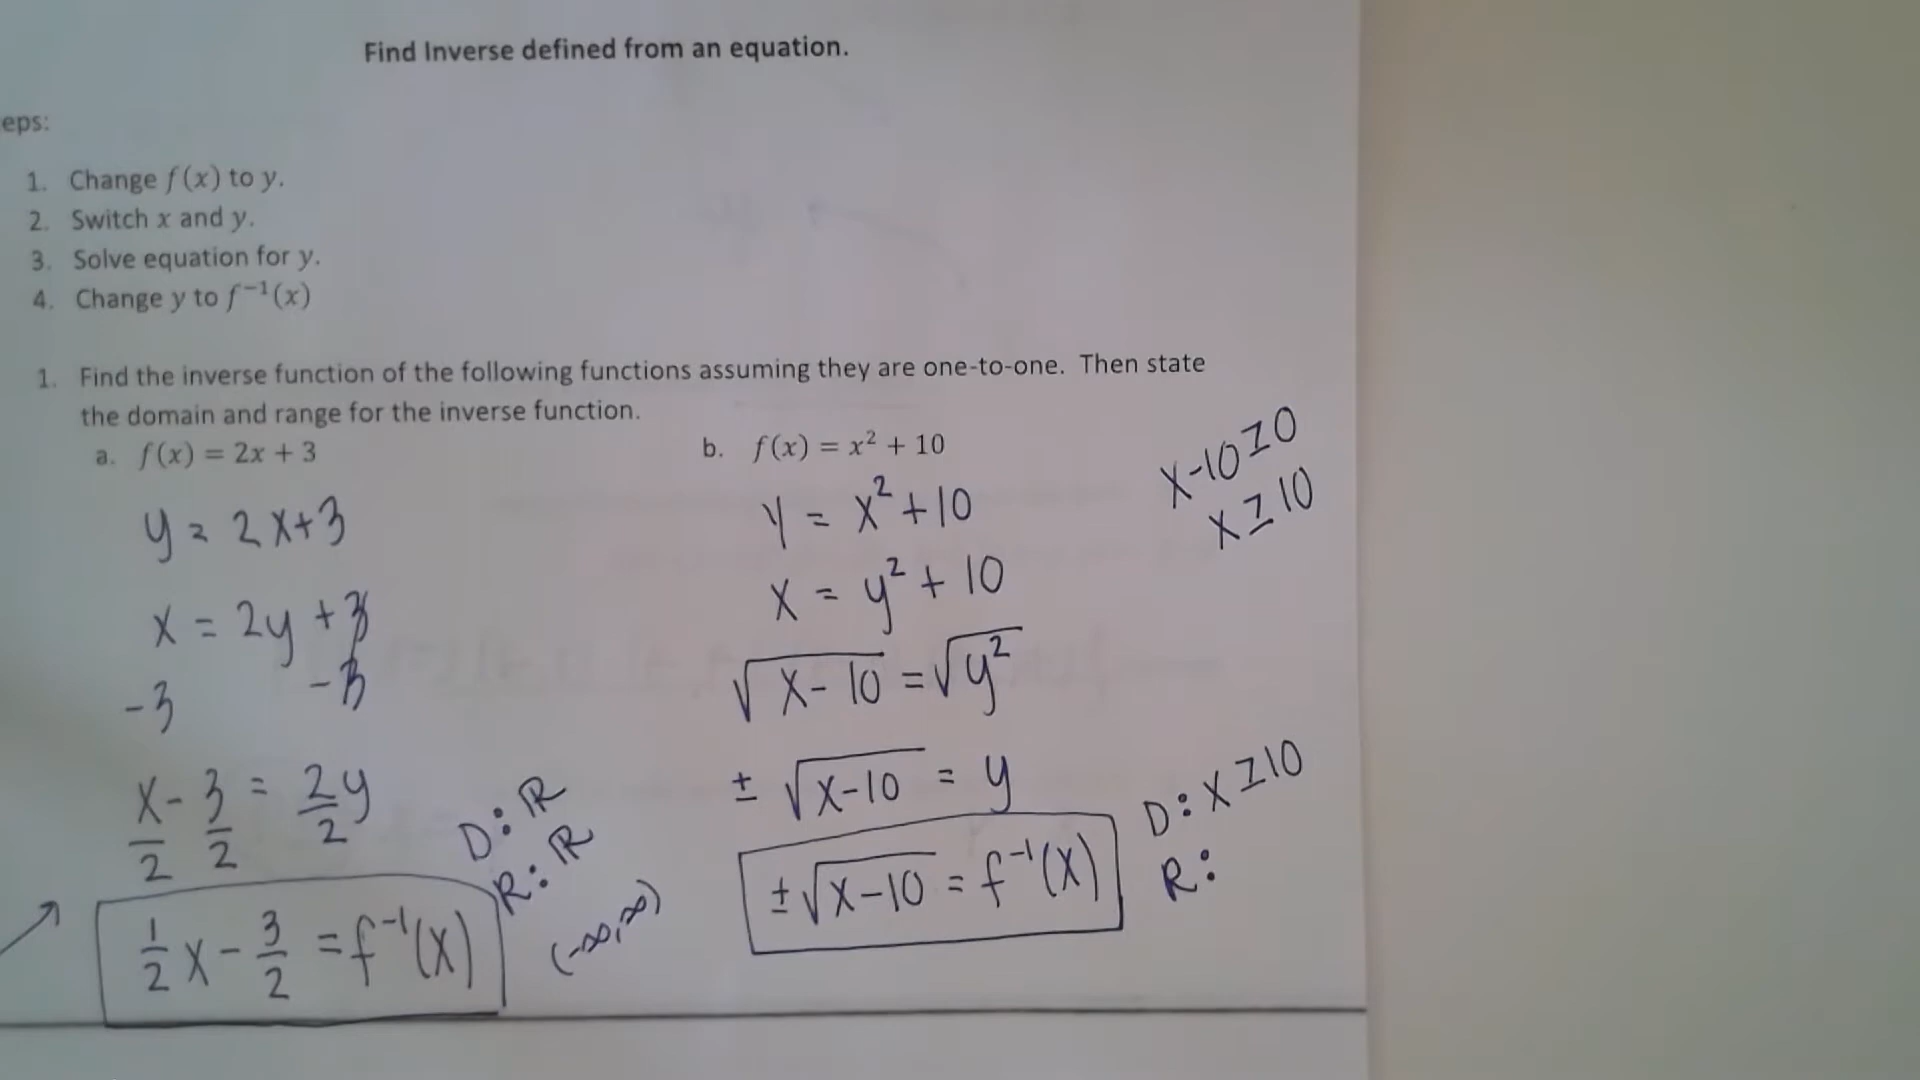 Find Inverse defined from an equation.
eps:
1. Change f(x) to y.
2. Switch x and y.
3. Solve equation for y.
4. Change y to f⁻¹(x)
1. Find the inverse function of the following functions assuming they are one-to-one. Then state
the domain and range for the inverse function.
a. f(x) = 2x + 3
y = 2x+3
x = 2y + 3
-3 -3
x/2 - 3/2 = 2y/2
1/2 x - 3/2 = f⁻¹(x)
D: ℝ
R: ℝ
(-∞,∞)
b. f(x) = x² + 10
y = x² + 10
x = y² + 10
√x-10 = √y²
± √x-10 = y
± √x-10 = f⁻¹(x)
x-10≥0
x ≥ 10
D: x ≥ 10
R: